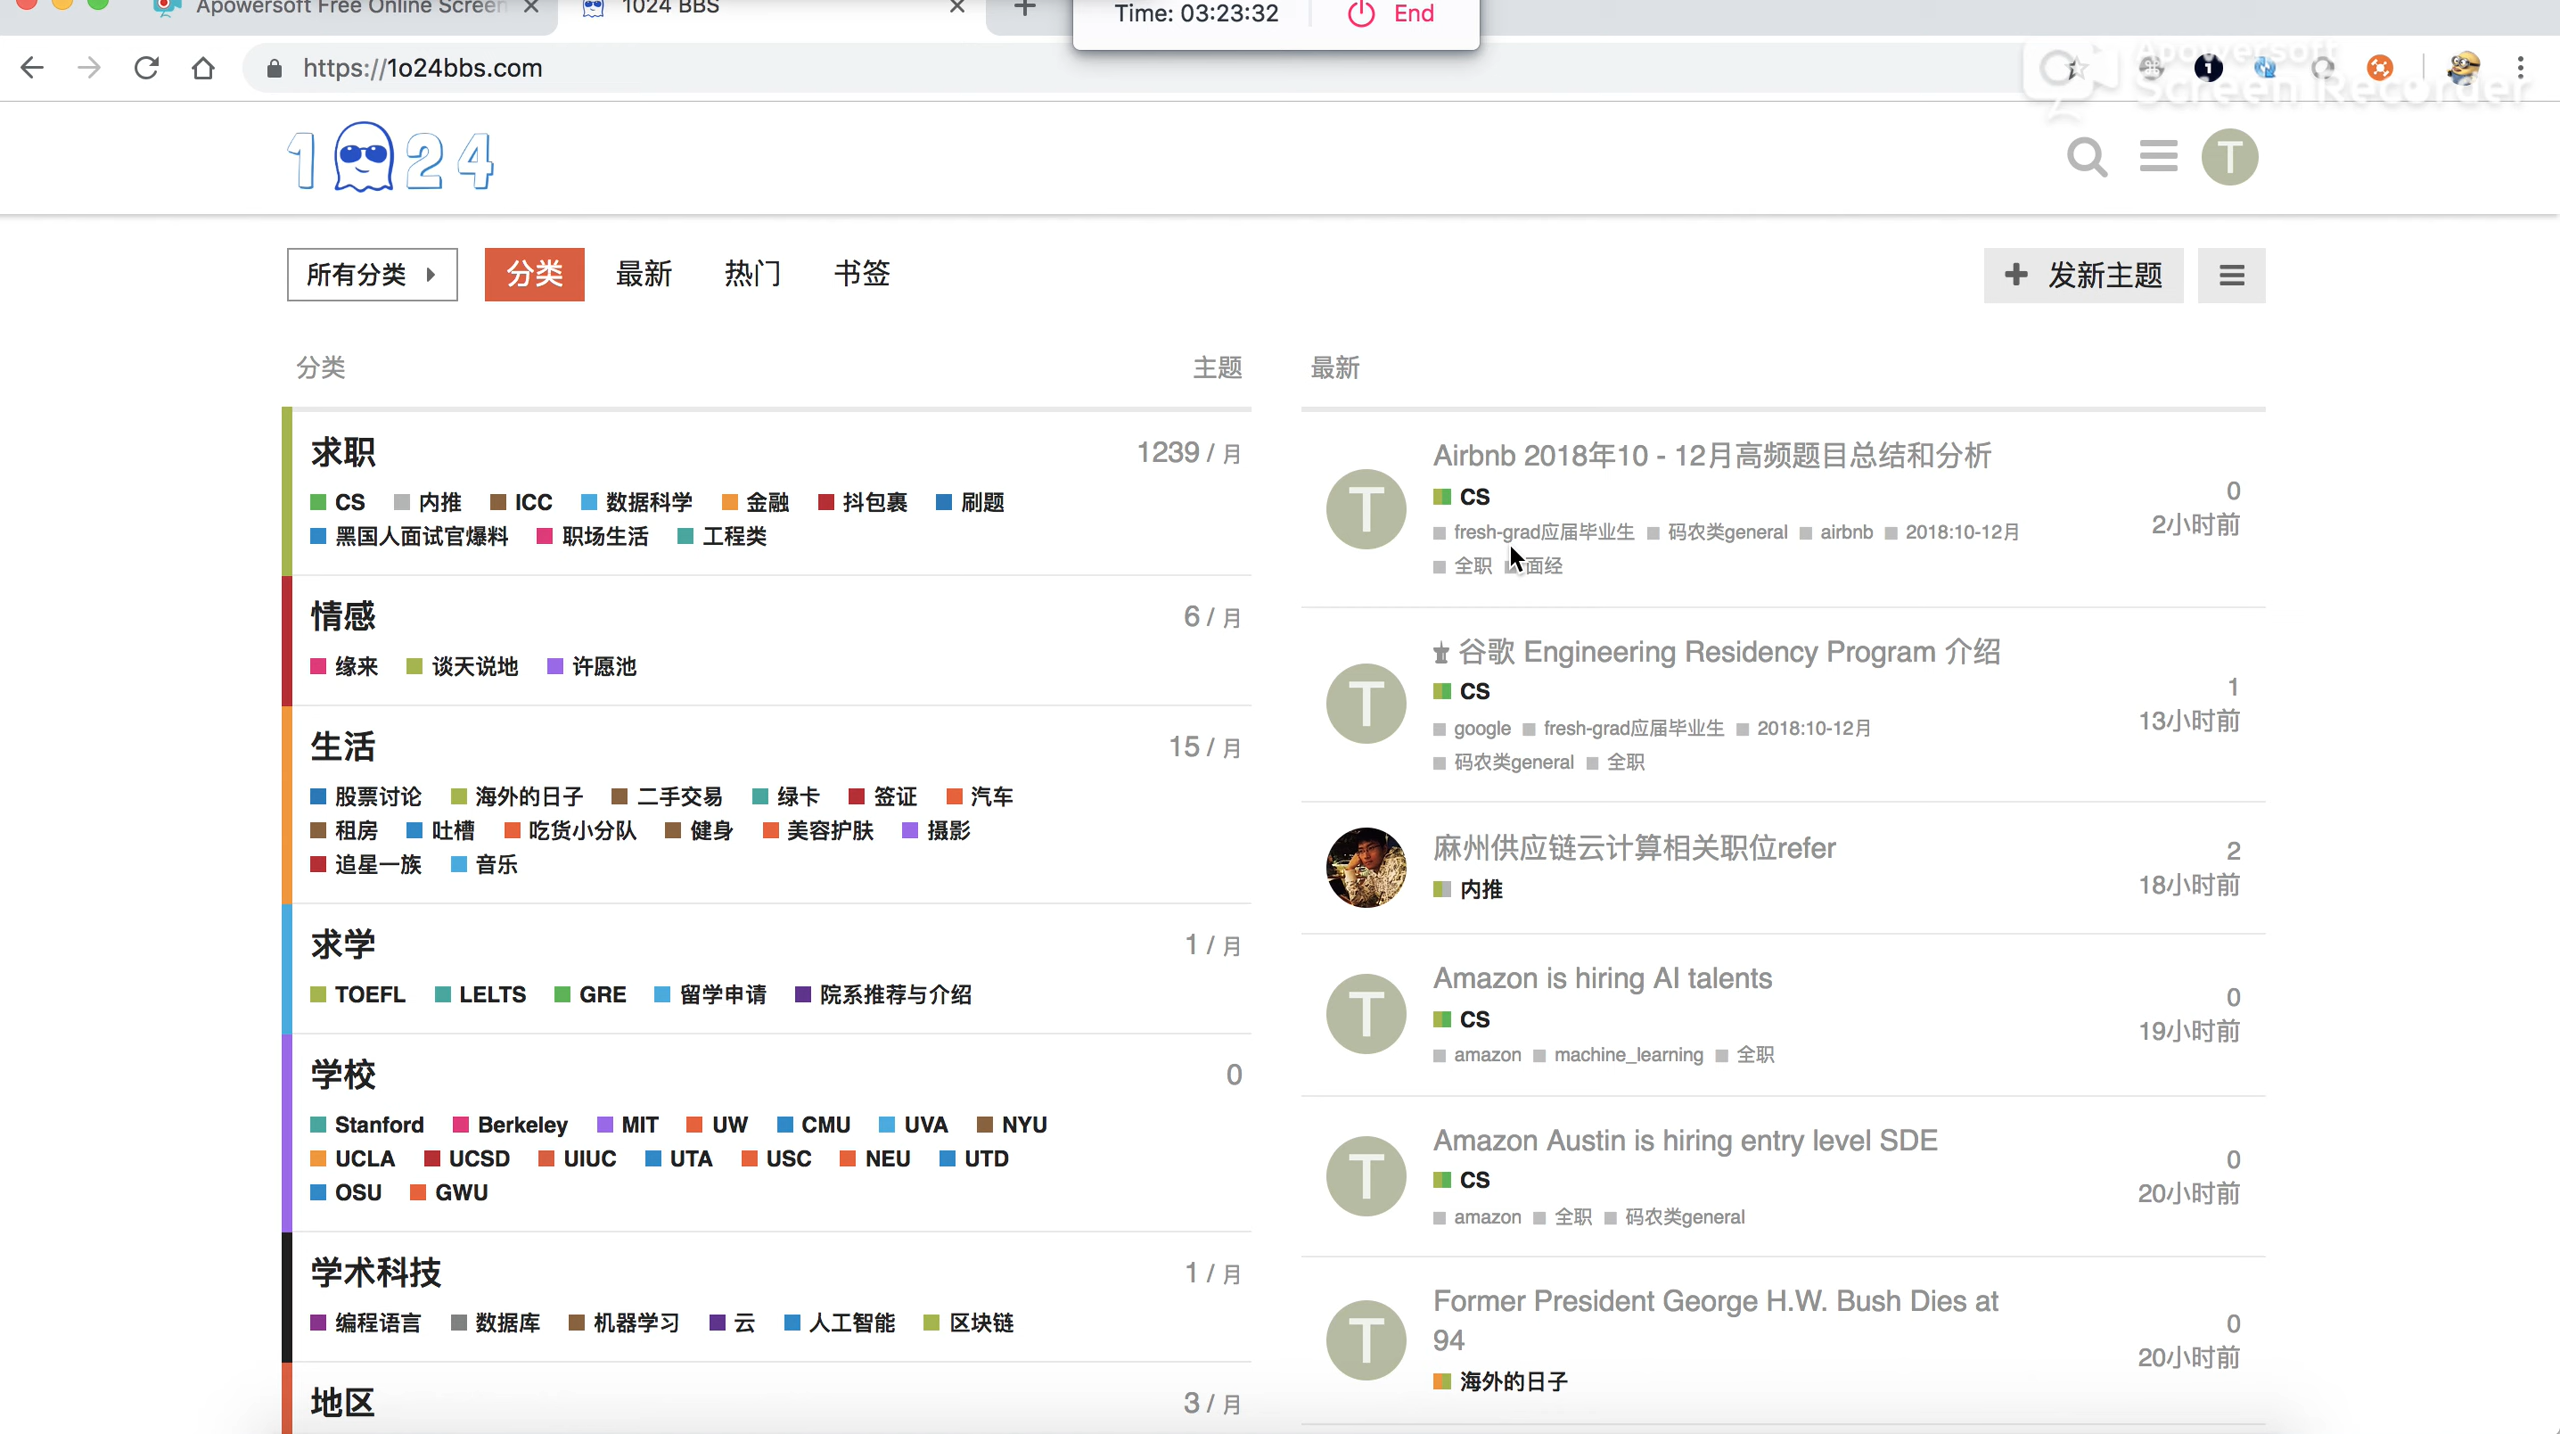 Apowersoft Free Online Screen
1024 BBS
Time: 03:23:32
End
https://1o24bbs.com
Apowersoft
Screen Recorder
1 24
T
所有分类
分类
最新
热门
书签
发新主题
分类
主题
最新
求职
1239 / 月
CS 内推 ICC 数据科学 金融 抖包裹 刷题
黑国人面试官爆料 职场生活 工程类
情感
6 / 月
缘来 谈天说地 许愿池
生活
15 / 月
股票讨论 海外的日子 二手交易 绿卡 签证 汽车
租房 吐槽 吃货小分队 健身 美容护肤 摄影
追星一族 音乐
求学
1 / 月
TOEFL LELTS GRE 留学申请 院系推荐与介绍
学校
0
Stanford Berkeley MIT UW CMU UVA NYU
UCLA UCSD UIUC UTA USC NEU UTD
OSU GWU
学术科技
1 / 月
编程语言 数据库 机器学习 云 人工智能 区块链
地区
3 / 月
T
Airbnb 2018年10 - 12月高频题目总结和分析
CS
fresh-grad应届毕业生 码农类general airbnb 2018:10-12月
全职 面经
0
2小时前
T
谷歌 Engineering Residency Program 介绍
CS
google fresh-grad应届毕业生 2018:10-12月
码农类general 全职
1
13小时前
麻州供应链云计算相关职位refer
内推
2
18小时前
T
Amazon is hiring AI talents
CS
amazon machine_learning 全职
0
19小时前
T
Amazon Austin is hiring entry level SDE
CS
amazon 全职 码农类general
0
20小时前
T
Former President George H.W. Bush Dies at
94
海外的日子
0
20小时前